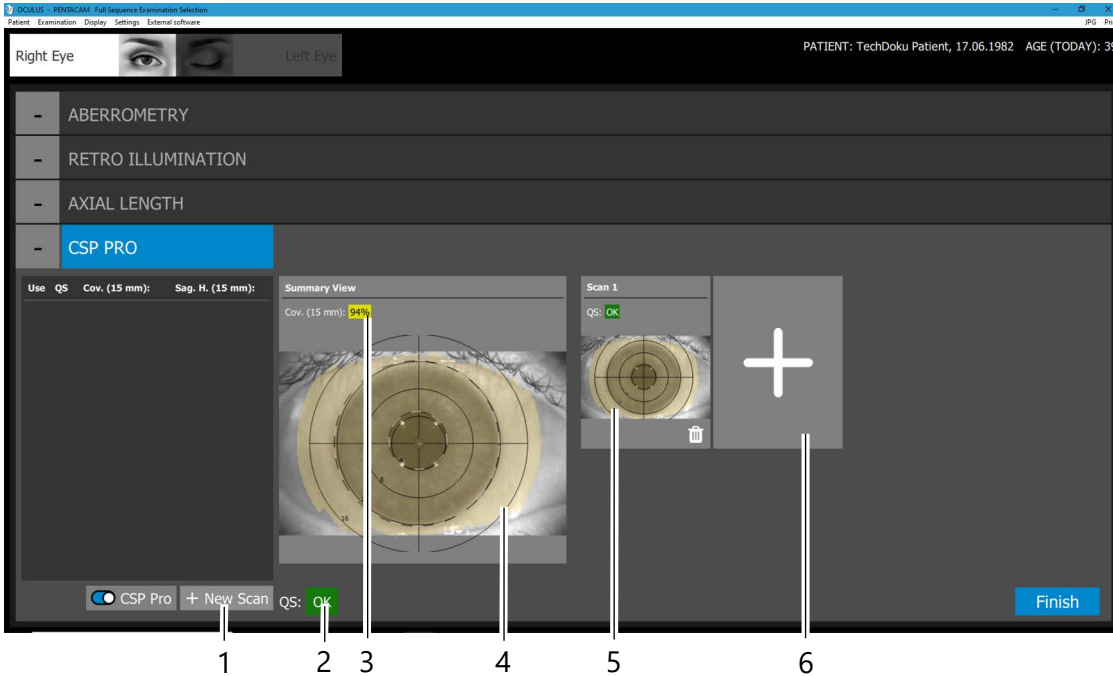 OCULUS - PENTACAM Full Sequence Examination Selection
Patient Examination Display Settings External software JPG Pri
Right Eye Left Eye PATIENT: TechDoku Patient, 17.06.1982 AGE (TODAY): 39
- ABERROMETRY
- RETRO ILLUMINATION
- AXIAL LENGTH
- CSP PRO
Use QS Cov. (15 mm): Sag. H. (15 mm):
Summary View
Cov. (15 mm): 94%
8
16
Scan 1
QS: OK
CSP Pro + New Scan QS: OK Finish
1 2 3 4 5 6